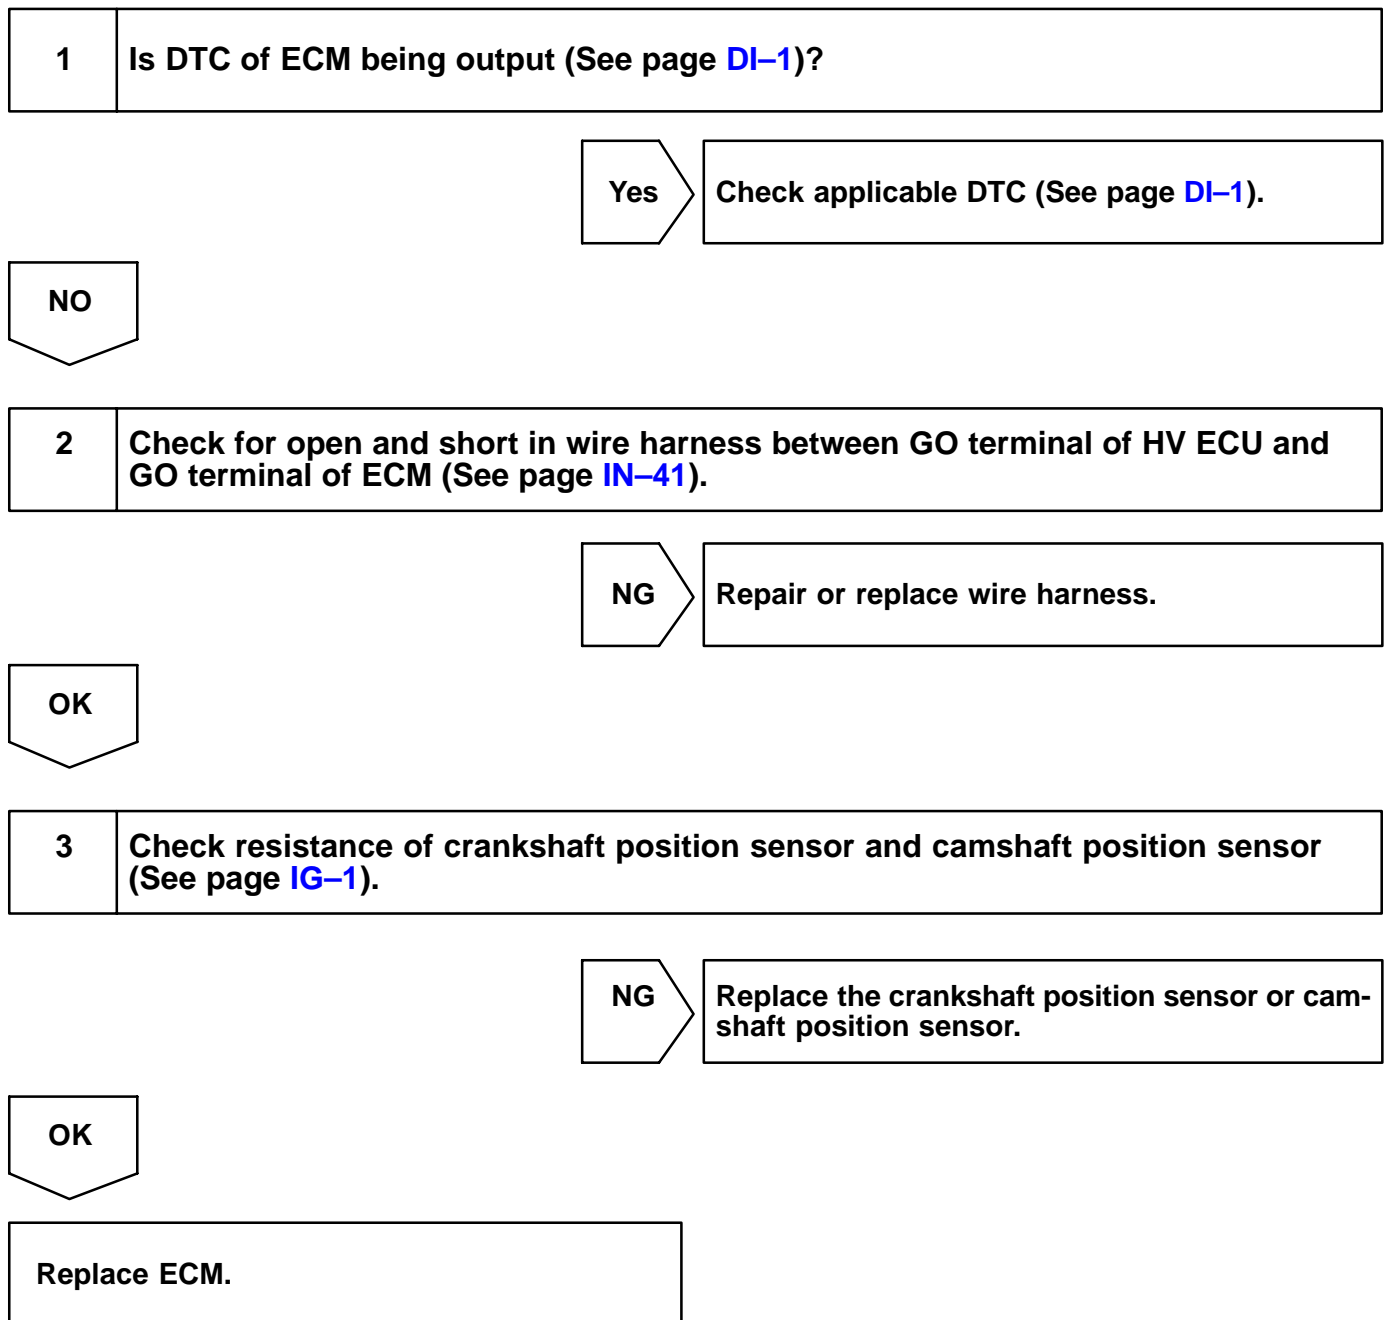 1 Is DTC of ECM being output (See page DI–1)?
Yes Check applicable DTC (See page DI–1).
NO
2 Check for open and short in wire harness between GO terminal of HV ECU and
GO terminal of ECM (See page IN–41).
NG Repair or replace wire harness.
OK
3 Check resistance of crankshaft position sensor and camshaft position sensor
(See page IG–1).
NG Replace the crankshaft position sensor or cam-
shaft position sensor.
OK
Replace ECM.